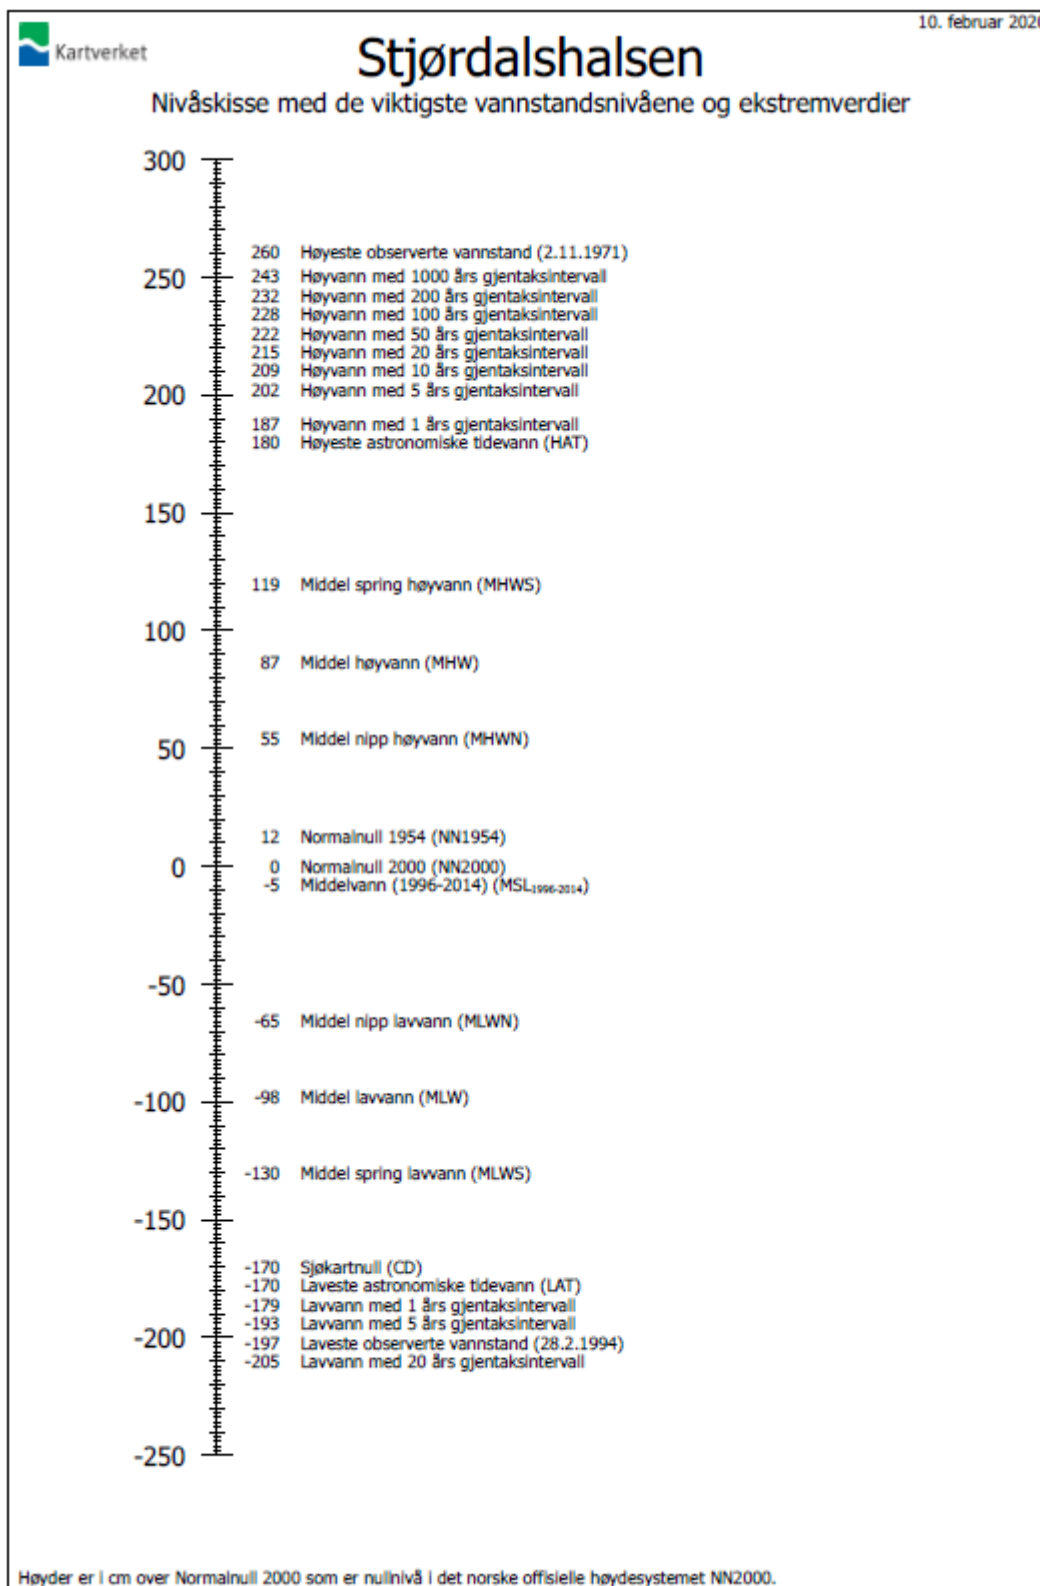 10. februar 2026
Kartverket
Stjørdalshalsen
Nivåskisse med de viktigste vannstandsnivåene og ekstremverdier
300
260 Høyeste observerte vannstand (2.11.1971)
250
243 Høyvann med 1000 års gjentaksintervall
232 Høyvann med 200 års gjentaksintervall
228 Høyvann med 100 års gjentaksintervall
222 Høyvann med 50 års gjentaksintervall
215 Høyvann med 20 års gjentaksintervall
209 Høyvann med 10 års gjentaksintervall
202 Høyvann med 5 års gjentaksintervall
200
187 Høyvann med 1 års gjentaksintervall
180 Høyeste astronomiske tidevann (HAT)
150
119 Middel spring høyvann (MHWS)
100
87 Middel høyvann (MHW)
55 Middel nipp høyvann (MHWN)
50
12 Normalnull 1954 (NN1954)
0
0 Normalnull 2000 (NN2000)
-5 Middelvann (1996-2014) (MSL1996-2014)
-50
-65 Middel nipp lavvann (MLWN)
-98 Middel lavvann (MLW)
-100
-130 Middel spring lavvann (MLWS)
-150
-170 Sjøkartnull (CD)
-170 Laveste astronomiske tidevann (LAT)
-179 Lavvann med 1 års gjentaksintervall
-193 Lavvann med 5 års gjentaksintervall
-200
-197 Laveste observerte vannstand (28.2.1994)
-205 Lavvann med 20 års gjentaksintervall
-250
Høyder er i cm over Normalnull 2000 som er nullnivå i det norske offisielle høydesystemet NN2000.